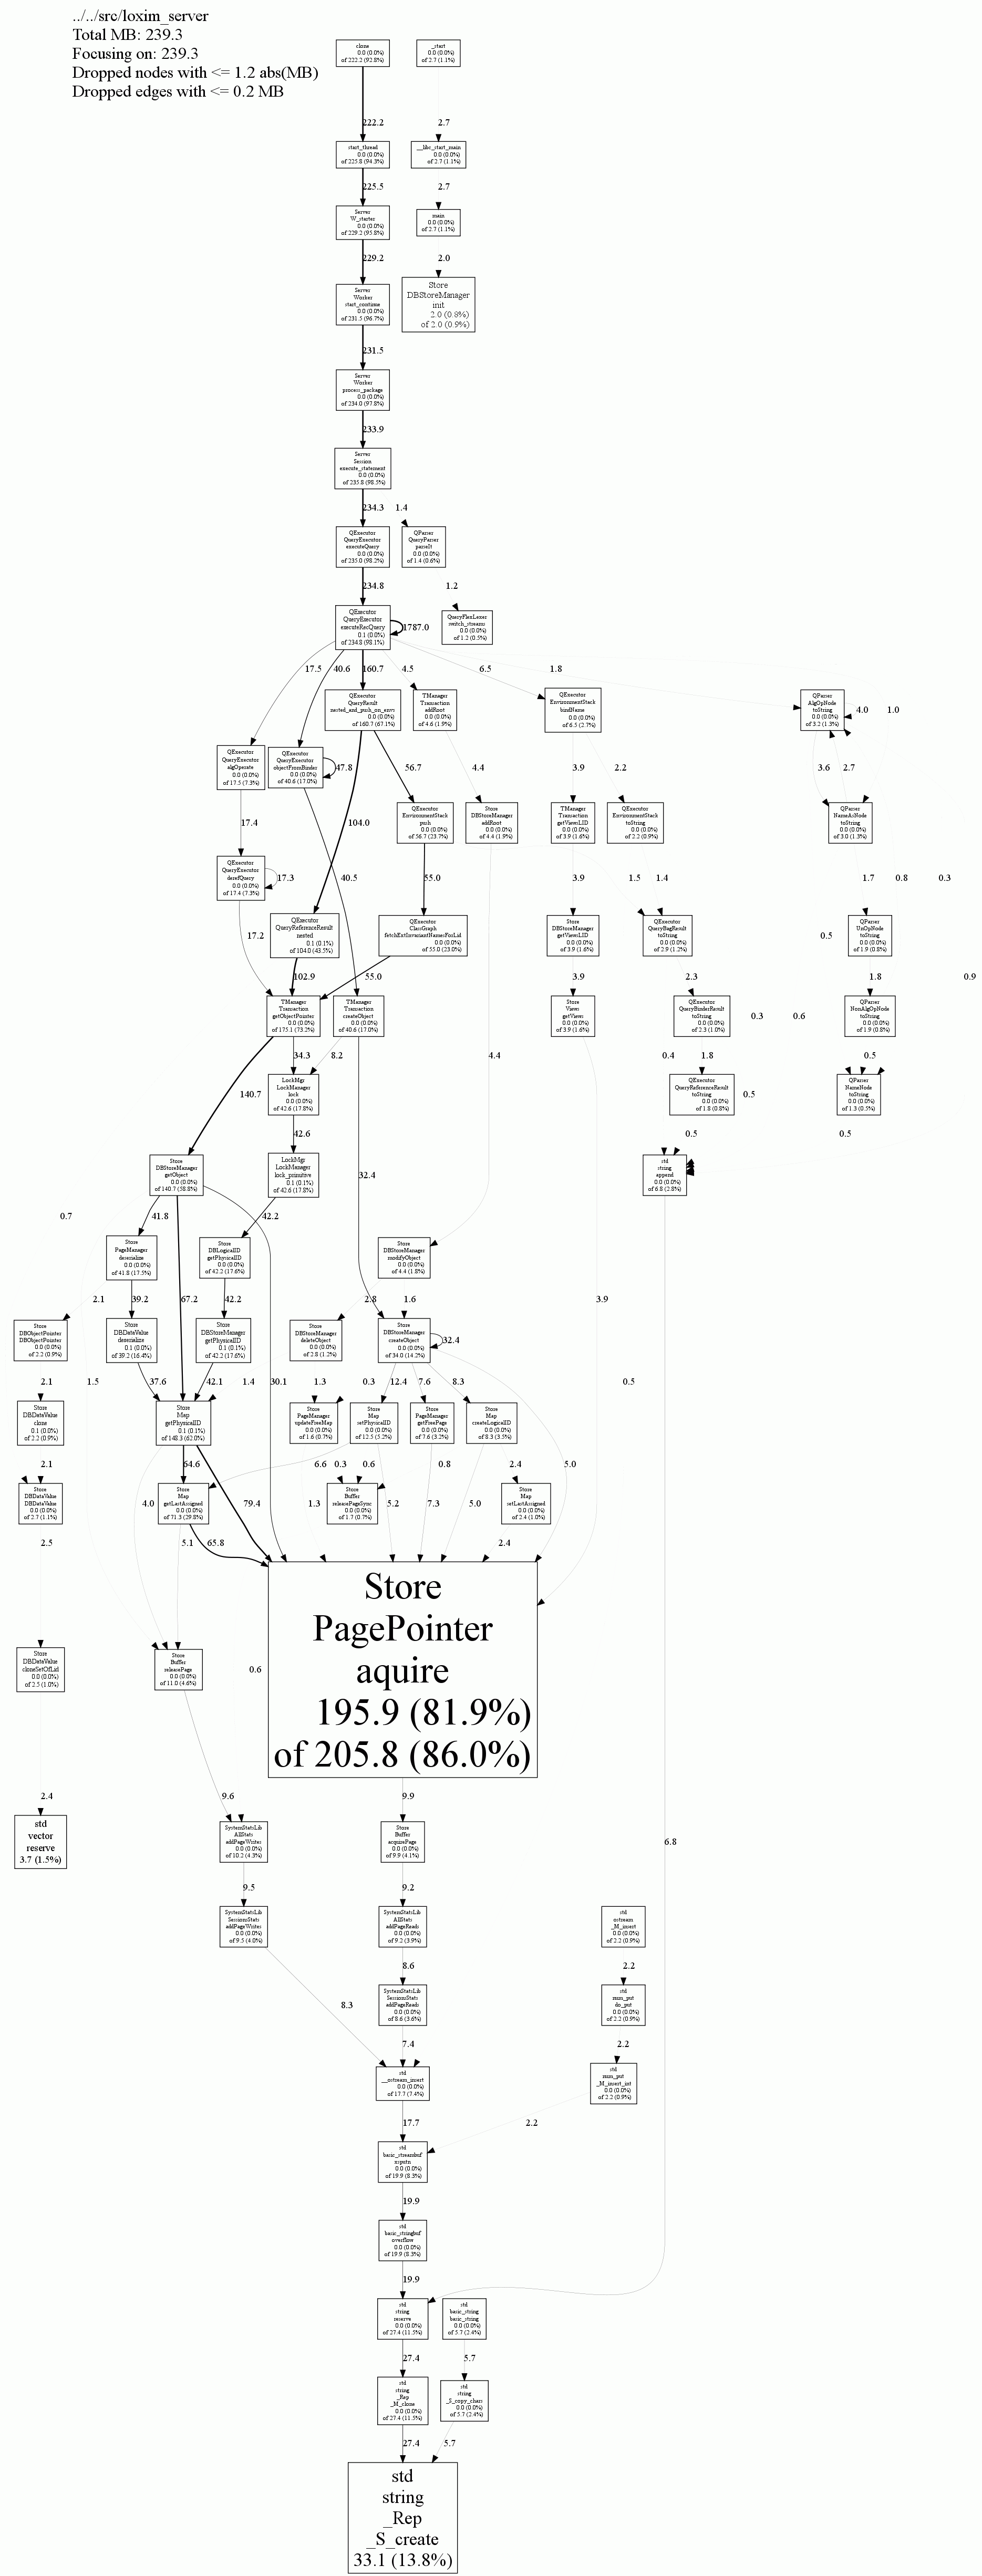 ../../src/loxim_server
Total MB: 239.3
Focusing on: 239.3
Dropped nodes with <= 1.2 abs(MB)
Dropped edges with <= 0.2 MB
clone
0.0 (0.0%)
of 222.2 (92.8%)
_start
0.0 (0.0%)
of 2.7 (1.1%)
222.2
2.7
start_thread
0.0 (0.0%)
of 225.8 (94.3%)
__libc_start_main
0.0 (0.0%)
of 2.7 (1.1%)
225.5
2.7
Server
W_starter
0.0 (0.0%)
of 229.2 (95.8%)
main
0.0 (0.0%)
of 2.7 (1.1%)
229.2
2.0
Server
Worker
start_continue
0.0 (0.0%)
of 231.5 (96.7%)
Store
DBStoreManager
init
2.0 (0.8%)
of 2.0 (0.9%)
231.5
Server
Worker
process_package
0.0 (0.0%)
of 234.0 (97.8%)
233.9
Server
Session
execute_statement
0.0 (0.0%)
of 235.8 (98.5%)
234.3
1.4
QExecutor
QueryExecutor
executeQuery
0.0 (0.0%)
of 235.0 (98.2%)
QParser
QueryParser
parseIt
0.0 (0.0%)
of 1.4 (0.6%)
234.8
1.2
QExecutor
QueryExecutor
executeRecQuery
0.1 (0.0%)
of 234.8 (98.1%)
1787.0
QueryFlexLexer
switch_streams
0.0 (0.0%)
of 1.2 (0.5%)
17.5
40.6
160.7
4.5
6.5
1.8
QExecutor
QueryResult
nested_and_push_on_envs
0.0 (0.0%)
of 160.7 (67.1%)
TManager
Transaction
addRoot
0.0 (0.0%)
of 4.6 (1.9%)
QExecutor
EnvironmentStack
bindName
0.0 (0.0%)
of 6.5 (2.7%)
QParser
AlgOpNode
toString
0.0 (0.0%)
of 3.2 (1.3%)
4.0
1.0
QExecutor
QueryExecutor
algOperate
0.0 (0.0%)
of 17.5 (7.3%)
QExecutor
QueryExecutor
objectFromBinder
0.0 (0.0%)
of 40.6 (17.0%)
47.8
56.7
4.4
3.9
2.2
3.6
2.7
17.4
104.0
QExecutor
EnvironmentStack
push
0.0 (0.0%)
of 56.7 (23.7%)
Store
DBStoreManager
addRoot
0.0 (0.0%)
of 4.4 (1.9%)
TManager
Transaction
getViewsLID
0.0 (0.0%)
of 3.9 (1.6%)
QExecutor
EnvironmentStack
toString
0.0 (0.0%)
of 2.2 (0.9%)
QParser
NameAsNode
toString
0.0 (0.0%)
of 3.0 (1.3%)
QExecutor
QueryExecutor
derefQuery
0.0 (0.0%)
of 17.4 (7.3%)
17.3
40.5
55.0
3.9
1.5
1.4
1.7
0.8
0.3
17.2
QExecutor
QueryReferenceResult
nested
0.1 (0.1%)
of 104.0 (43.5%)
QExecutor
ClassGraph
fetchExtInvariantNamesForLid
0.0 (0.0%)
of 55.0 (23.0%)
Store
DBStoreManager
getViewsLID
0.0 (0.0%)
of 3.9 (1.6%)
QExecutor
QueryBagResult
toString
0.0 (0.0%)
of 2.9 (1.2%)
0.5
QParser
UnOpNode
toString
0.0 (0.0%)
of 1.9 (0.8%)
102.9
55.0
3.9
2.3
1.8
0.9
TManager
Transaction
getObjectPointer
0.0 (0.0%)
of 175.1 (73.2%)
TManager
Transaction
createObject
0.0 (0.0%)
of 40.6 (17.0%)
Store
Views
getViews
0.0 (0.0%)
of 3.9 (1.6%)
QExecutor
QueryBinderResult
toString
0.0 (0.0%)
of 2.3 (1.0%)
0.3
0.6
QParser
NonAlgOpNode
toString
0.0 (0.0%)
of 1.9 (0.8%)
34.3
8.2
4.4
0.4
1.8
0.5
140.7
LockMgr
LockManager
lock
0.0 (0.0%)
of 42.6 (17.8%)
QExecutor
QueryReferenceResult
toString
0.0 (0.0%)
of 1.8 (0.8%)
0.5
QParser
NameNode
toString
0.0 (0.0%)
of 1.3 (0.5%)
42.6
0.5
0.5
Store
DBStoreManager
getObject
0.0 (0.0%)
of 140.7 (58.8%)
LockMgr
LockManager
lock_primitive
0.1 (0.1%)
of 42.6 (17.8%)
32.4
std
string
append
0.0 (0.0%)
of 6.8 (2.8%)
0.7
41.8
42.2
Store
PageManager
deserialize
0.0 (0.0%)
of 41.8 (17.5%)
Store
DBLogicalID
getPhysicalID
0.0 (0.0%)
of 42.2 (17.6%)
Store
DBStoreManager
modifyObject
0.0 (0.0%)
of 4.4 (1.8%)
2.1
39.2
67.2
42.2
2.8
1.6
3.9
Store
DBObjectPointer
DBObjectPointer
0.0 (0.0%)
of 2.2 (0.9%)
Store
DBDataValue
deserialize
0.1 (0.0%)
of 39.2 (16.4%)
Store
DBStoreManager
getPhysicalID
0.1 (0.1%)
of 42.2 (17.6%)
Store
DBStoreManager
deleteObject
0.0 (0.0%)
of 2.8 (1.2%)
Store
DBStoreManager
createObject
0.0 (0.0%)
of 34.0 (14.2%)
32.4
2.1
1.5
37.6
42.1
1.4
30.1
1.3
0.3
12.4
7.6
8.3
0.5
Store
DBDataValue
clone
0.1 (0.0%)
of 2.2 (0.9%)
Store
Map
getPhysicalID
0.1 (0.1%)
of 148.3 (62.0%)
Store
PageManager
updateFreeMap
0.0 (0.0%)
of 1.6 (0.7%)
Store
Map
setPhysicalID
0.0 (0.0%)
of 12.5 (5.2%)
Store
PageManager
getFreePage
0.0 (0.0%)
of 7.6 (3.2%)
Store
Map
createLogicalID
0.0 (0.0%)
of 8.3 (3.5%)
2.1
64.6
6.6
0.3
0.6
0.8
2.4
5.0
Store
DBDataValue
DBDataValue
0.0 (0.0%)
of 2.7 (1.1%)
4.0
Store
Map
getLastAssigned
0.0 (0.0%)
of 71.3 (29.8%)
79.4
1.3
Store
Buffer
releasePageSync
0.0 (0.0%)
of 1.7 (0.7%)
5.2
7.3
5.0
Store
Map
setLastAssigned
0.0 (0.0%)
of 2.4 (1.0%)
2.5
5.1
65.8
2.4
Store
PagePointer
aquire
195.9 (81.9%)
of 205.8 (86.0%)
Store
DBDataValue
cloneSetOfLid
0.0 (0.0%)
of 2.5 (1.0%)
Store
Buffer
releasePage
0.0 (0.0%)
of 11.0 (4.6%)
0.6
2.4
9.6
9.9
std
vector
reserve
3.7 (1.5%)
SystemStatsLib
AllStats
addPageWrites
0.0 (0.0%)
of 10.2 (4.3%)
Store
Buffer
acquirePage
0.0 (0.0%)
of 9.9 (4.1%)
6.8
9.5
9.2
SystemStatsLib
SessionsStats
addPageWrites
0.0 (0.0%)
of 9.5 (4.0%)
SystemStatsLib
AllStats
addPageReads
0.0 (0.0%)
of 9.2 (3.9%)
std
ostream
_M_insert
0.0 (0.0%)
of 2.2 (0.9%)
8.6
2.2
SystemStatsLib
SessionsStats
addPageReads
0.0 (0.0%)
of 8.6 (3.6%)
std
num_put
do_put
0.0 (0.0%)
of 2.2 (0.9%)
8.3
7.4
2.2
std
__ostream_insert
0.0 (0.0%)
of 17.7 (7.4%)
std
num_put
_M_insert_int
0.0 (0.0%)
of 2.2 (0.9%)
17.7
2.2
std
basic_streambuf
xsputn
0.0 (0.0%)
of 19.9 (8.3%)
19.9
std
basic_stringbuf
overflow
0.0 (0.0%)
of 19.9 (8.3%)
19.9
std
string
reserve
0.0 (0.0%)
of 27.4 (11.5%)
std
basic_string
basic_string
0.0 (0.0%)
of 5.7 (2.4%)
27.4
5.7
std
string
_Rep
_M_clone
0.0 (0.0%)
of 27.4 (11.5%)
std
string
_S_copy_chars
0.0 (0.0%)
of 5.7 (2.4%)
27.4
5.7
std
string
_Rep
_S_create
33.1 (13.8%)